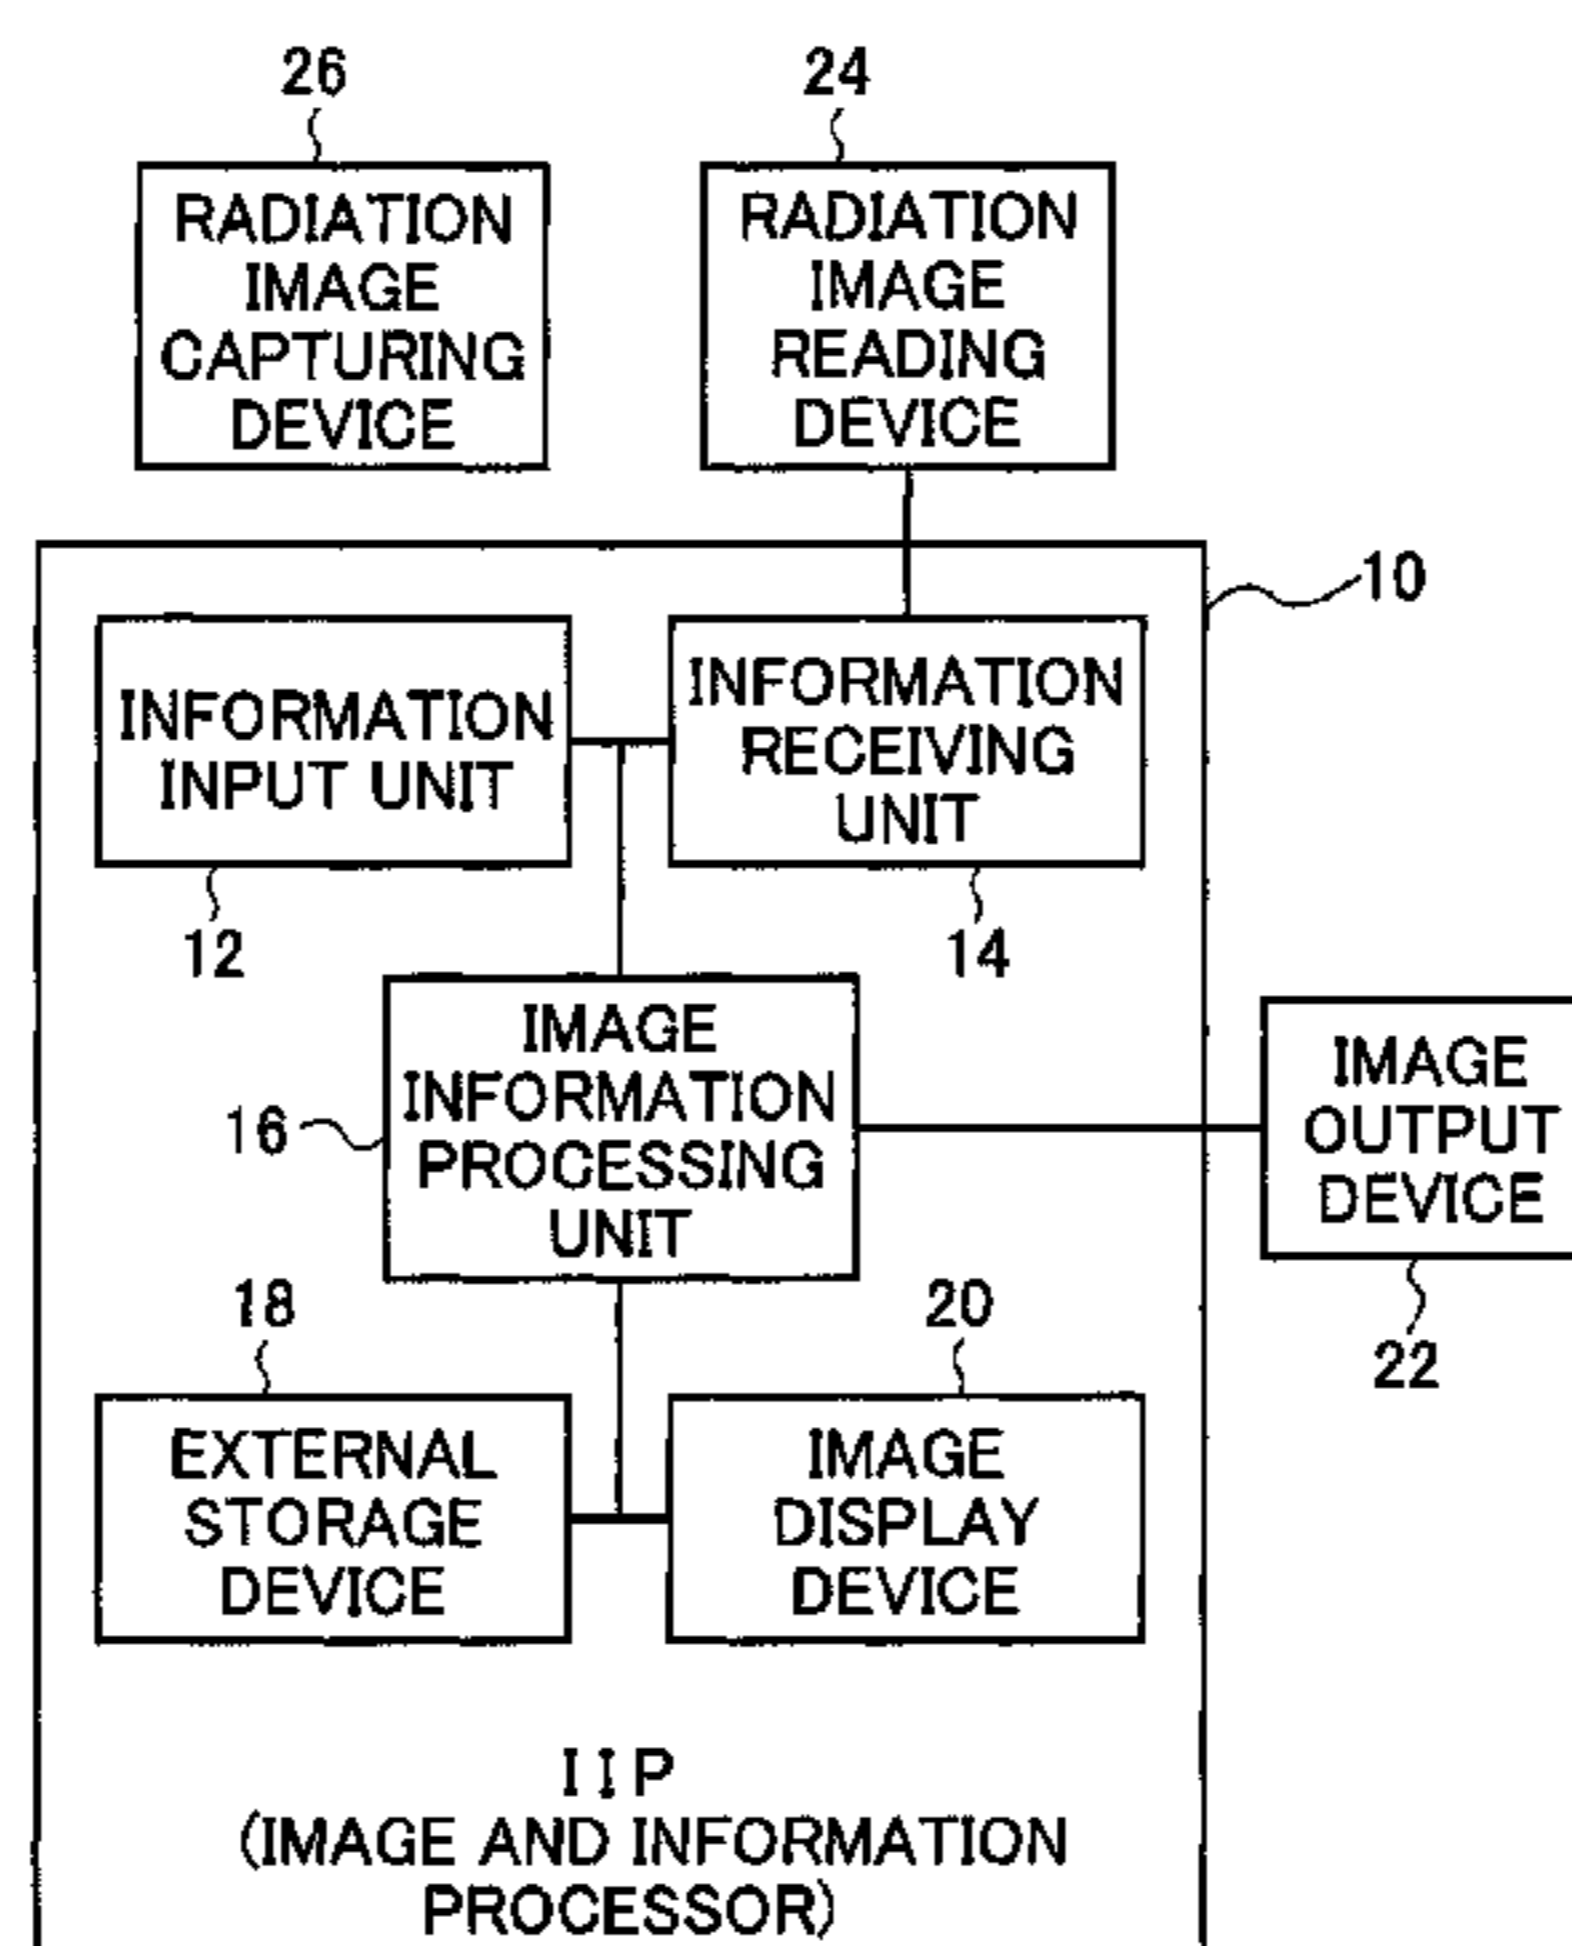 26
24
RADIATION
IMAGE
CAPTURING
DEVICE
RADIATION
IMAGE
READING
DEVICE
10
INFORMATION
INPUT UNIT
INFORMATION
RECEIVING
UNIT
12
14
IMAGE
INFORMATION
PROCESSING
UNIT
16
IMAGE
OUTPUT
DEVICE
22
18
20
EXTERNAL
STORAGE
DEVICE
IMAGE
DISPLAY
DEVICE
IIP
(IMAGE AND INFORMATION
PROCESSOR)